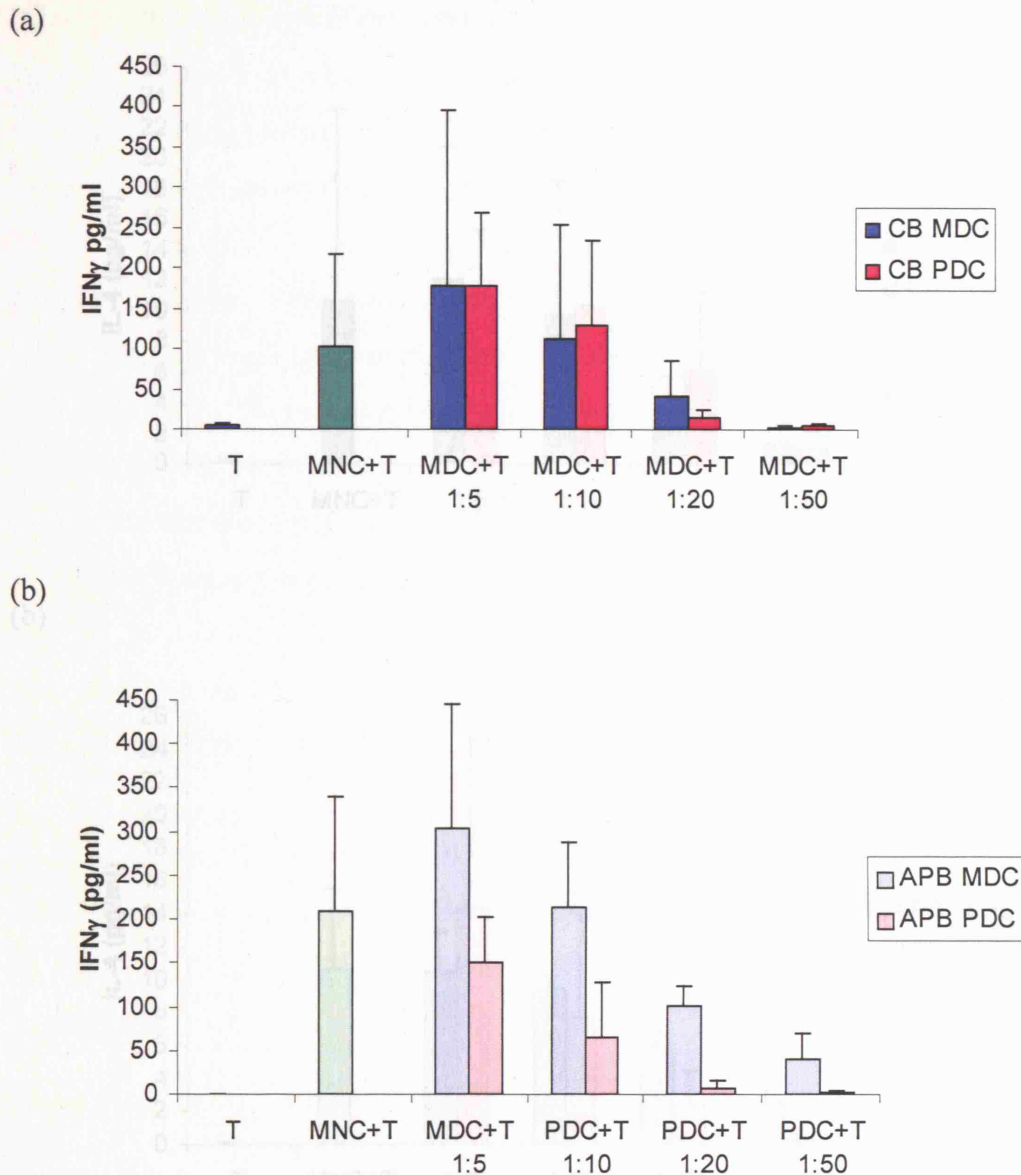 (a)
450
400
350
300
250
200
150
100
50
0
IFNγ pg/ml
T MNC+T MDC+T MDC+T MDC+T MDC+T
1:5 1:10 1:20 1:50
CB MDC
CB PDC
(b)
450
400
350
300
250
200
150
100
50
0
IFNγ (pg/ml)
T MNC+T MDC+T PDC+T PDC+T PDC+T
1:5 1:10 1:20 1:50
APB MDC
APB PDC